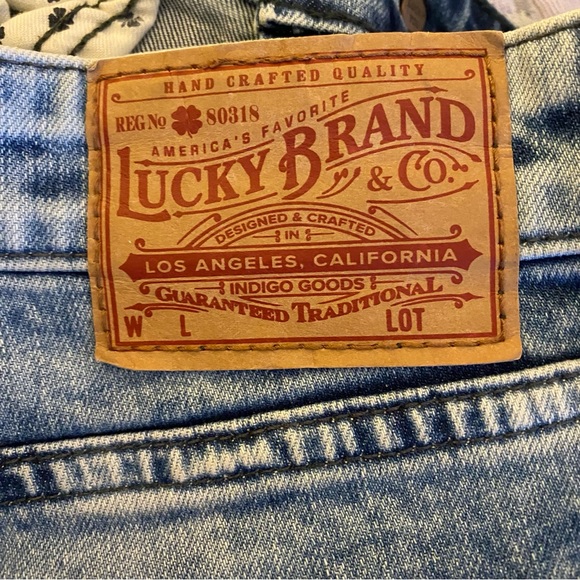 HAND CRAFTED QUALITY
REG No 80318
AMERICA'S FAVORITE
LUCKY BRAND
& CO.
DESIGNED & CRAFTED
IN
LOS ANGELES, CALIFORNIA
INDIGO GOODS
GUARANTEED TRADITIONAL
W L LOT